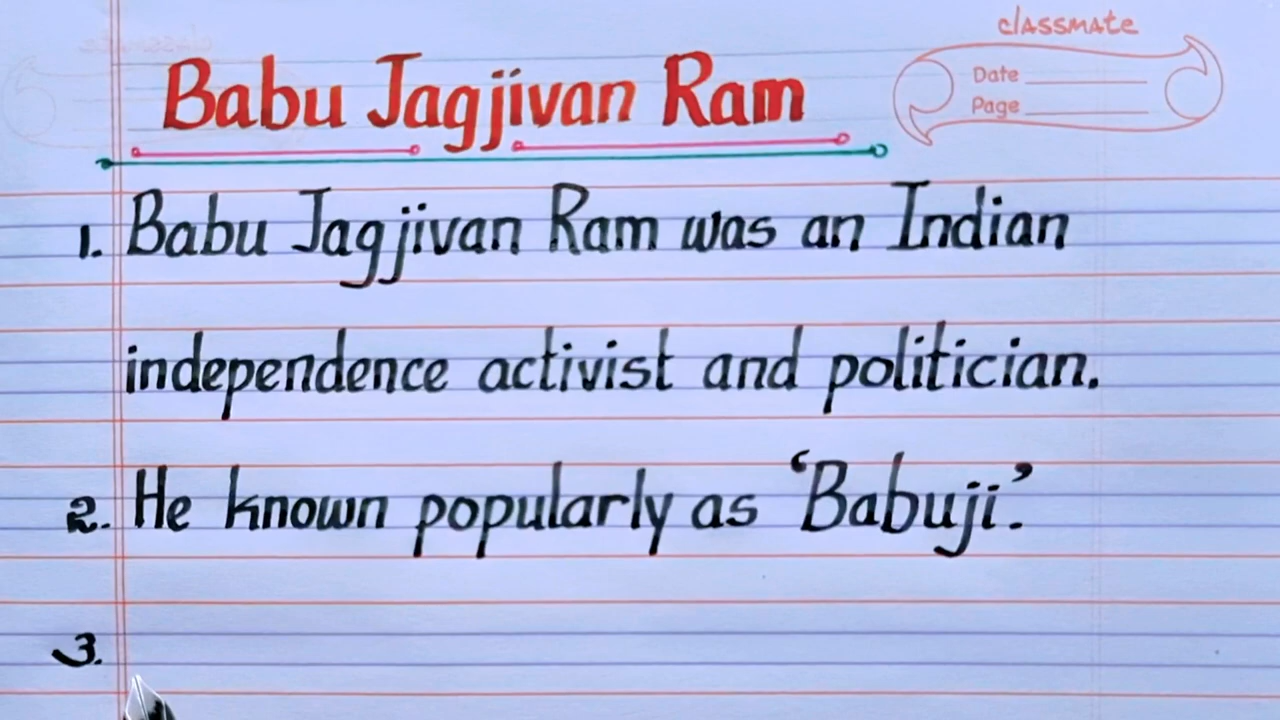 classmate
Date
Page
Babu Jagjivan Ram
1. Babu Jagjivan Ram was an Indian
independence activist and politician.
2. He known popularly as ‘Babuji’.
3.